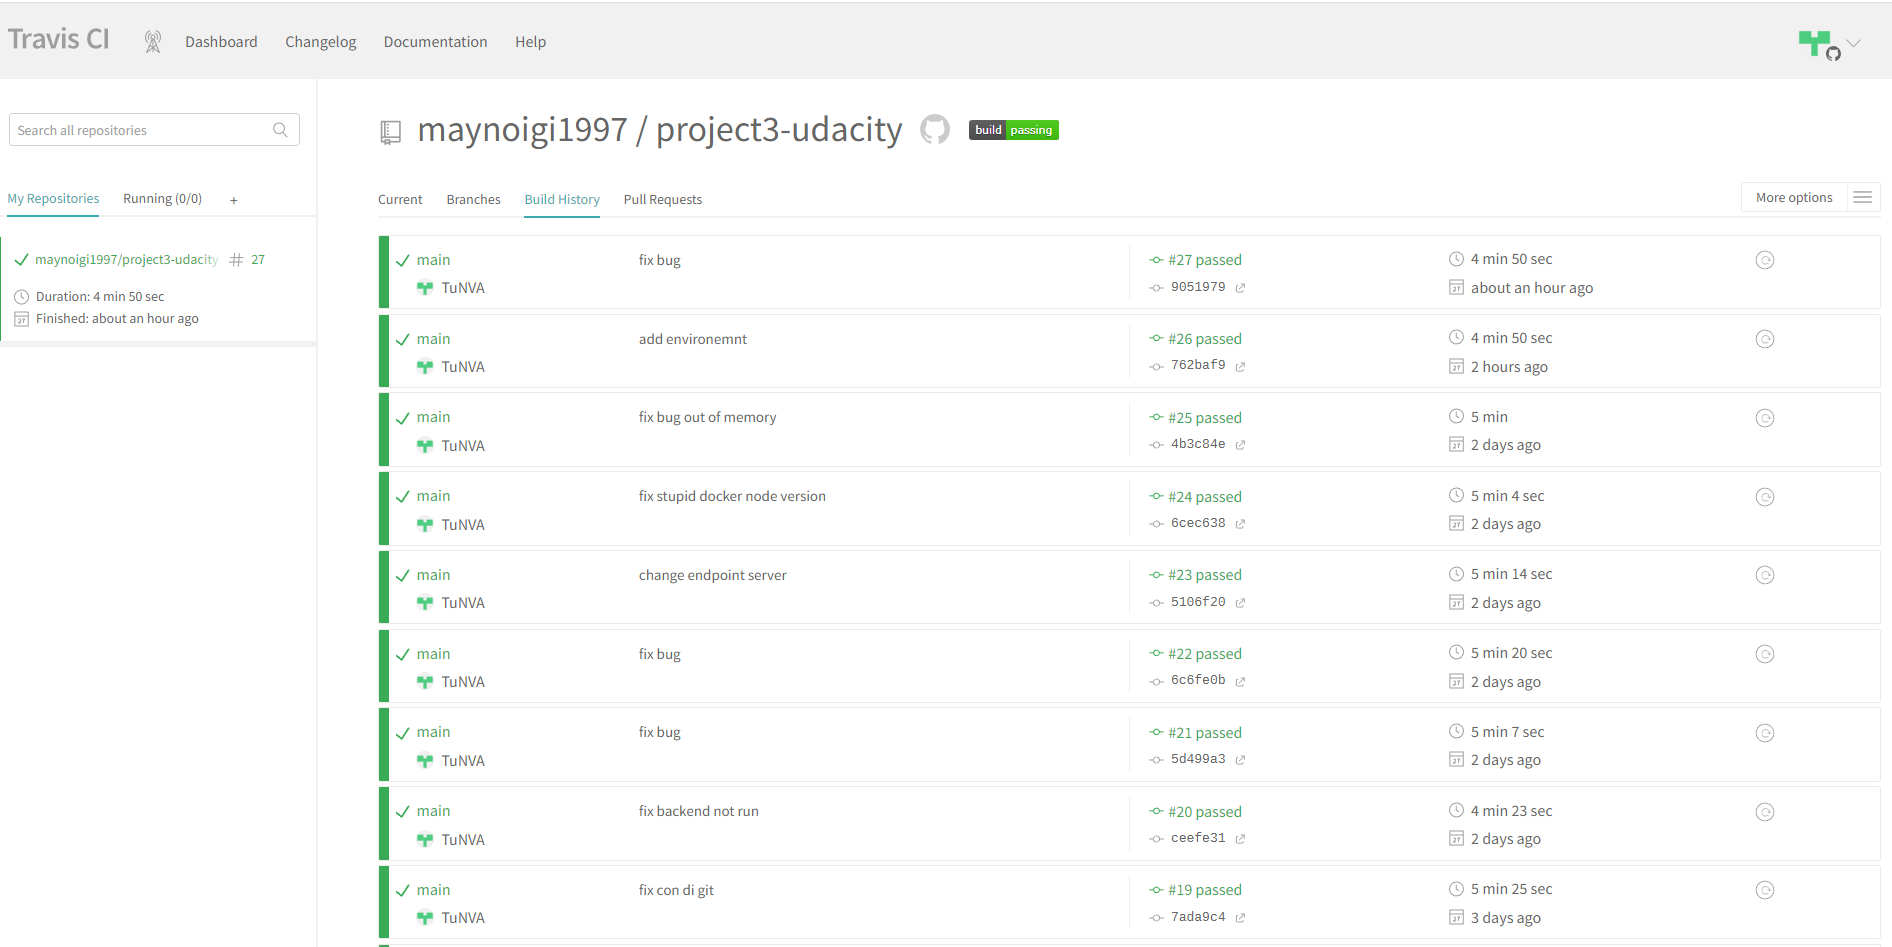 Travis CI Dashboard Changelog Documentation Help
Search all repositories
My Repositories Running (0/0) +
maynoigi1997/project3-udacity # 27
Duration: 4 min 50 sec
Finished: about an hour ago
maynoigi1997 / project3-udacity build passing
Current Branches Build History Pull Requests More options
main fix bug #27 passed 4 min 50 sec
TuNVA 9051979 about an hour ago
main add environemnt #26 passed 4 min 50 sec
TuNVA 762baf9 2 hours ago
main fix bug out of memory #25 passed 5 min
TuNVA 4b3c84e 2 days ago
main fix stupid docker node version #24 passed 5 min 4 sec
TuNVA 6cec638 2 days ago
main change endpoint server #23 passed 5 min 14 sec
TuNVA 5106f20 2 days ago
main fix bug #22 passed 5 min 20 sec
TuNVA 6c6fe0b 2 days ago
main fix bug #21 passed 5 min 7 sec
TuNVA 5d499a3 2 days ago
main fix backend not run #20 passed 4 min 23 sec
TuNVA ceefe31 2 days ago
main fix con di git #19 passed 5 min 25 sec
TuNVA 7ada9c4 3 days ago